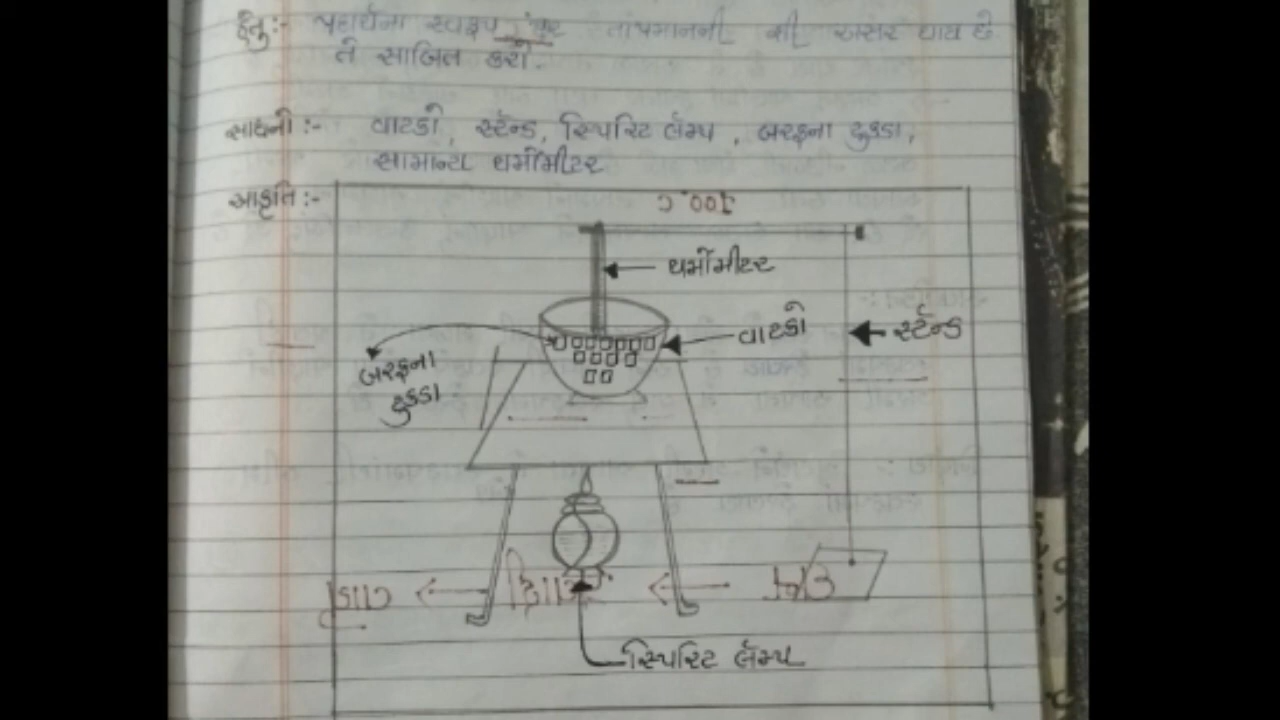 હેતુ:- પદાર્થના સ્વરૂપ પર તાપમાનની શી અસર થાય છે
તે સાબિત કરો.
સાધનો :- વાટકો, સ્ટેન્ડ, સ્પિરિટ લૅમ્પ, બરફના ટુકડા,
સામાન્ય થર્મોમીટર
આકૃતિ :-
થર્મોમીટર
વાટકો
સ્ટેન્ડ
બરફના
ટુકડા
સ્પિરિટ લૅમ્પ